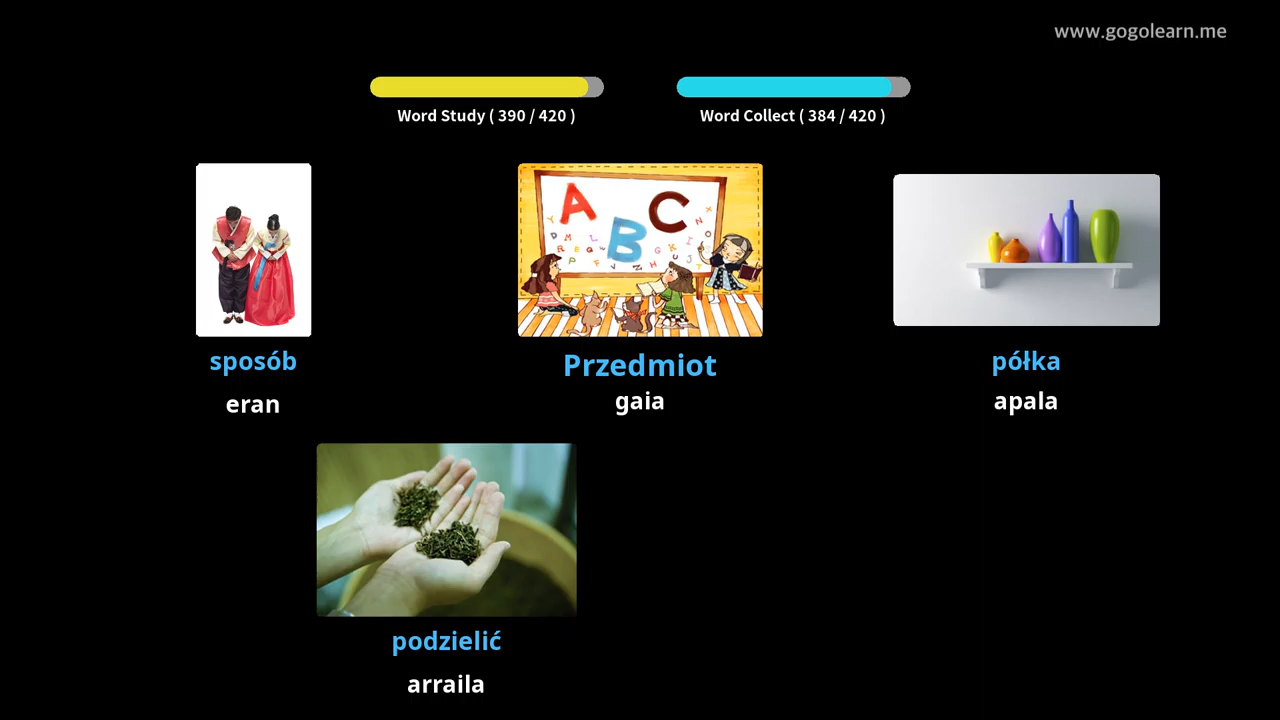 www.gogolearn.me
Word Study ( 390 / 420 )
Word Collect ( 384 / 420 )
A B C
sposób
Przedmiot
półka
eran
gaia
apala
podzielić
arraila